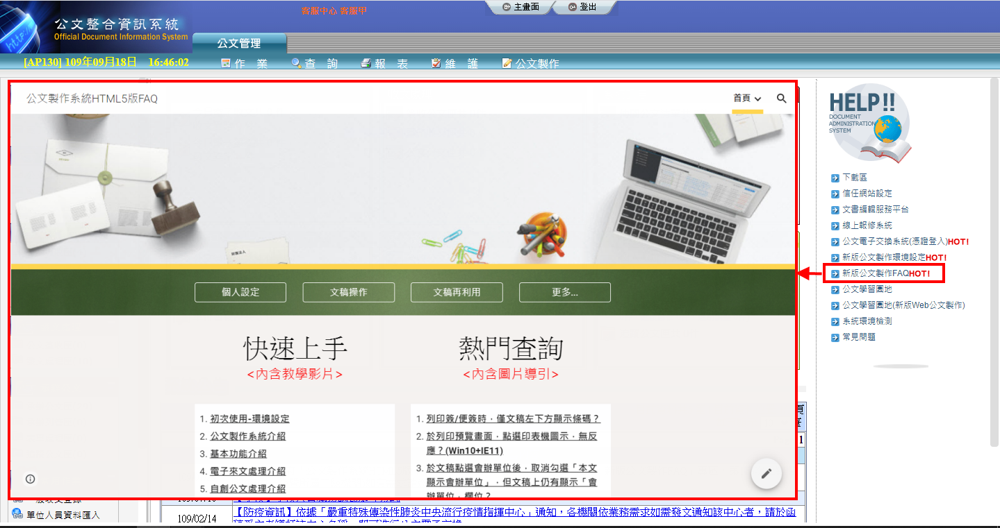 客服中心 客服甲
主畫面
登出
公文整合資訊系統
Official Document Information System
公文管理
[AP130] 109年09月18日 16:46:02
作 業
查 詢
報 表
維 護
公文製作
公文製作系統HTML5版FAQ
首頁
財團法人
個人設定
文稿操作
文稿再利用
更多...
快速上手
<內含教學影片>
1. 初次使用-環境設定
2. 公文製作系統介紹
3. 基本功能介紹
4. 電子來文處理介紹
5. 自創公文處理介紹
熱門查詢
<內含圖片導引>
1. 列印簽/便簽時，僅文稿左下方顯示條碼？
2. 於列印預覽畫面，點選印表機圖示，無反
應？(Win10+IE11)
3. 於文稿點選會辦單位後，取消勾選「本文
顯示會辦單位」，但文稿上仍有顯示「會
辦單位」欄位？
1
單位人員資料匯入
109/02/14
【防疫資訊】依據「嚴重特殊傳染性肺炎中央流行疫情指揮中心」通知，各機關依業務需求如需發文通知該中心者，請於函
HELP!!
DOCUMENT
ADMINISTRATION
SYSTEM
下載區
信任網站設定
文書編輯服務平台
線上報修系統
公文電子交換系統(憑證登入)HOT!
新版公文製作環境設定HOT!
新版公文製作FAQHOT!
公文學習園地
公文學習園地(新版Web公文製作)
系統環境檢測
常見問題